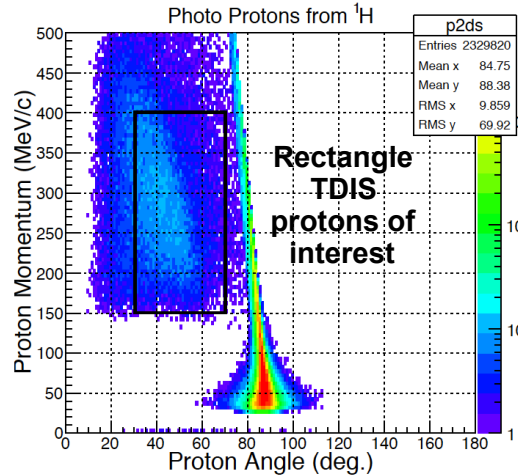 Photo Protons from ¹H
p2ds
Entries 2329820
Mean x 84.75
Mean y 88.38
RMS x 9.859
RMS y 69.92
Proton Momentum (MeV/c)
500
450
400
350
300
250
200
150
100
50
0
Rectangle
TDIS
protons of
interest
10
10
1
0 20 40 60 80 100 120 140 160 180
Proton Angle (deg.)